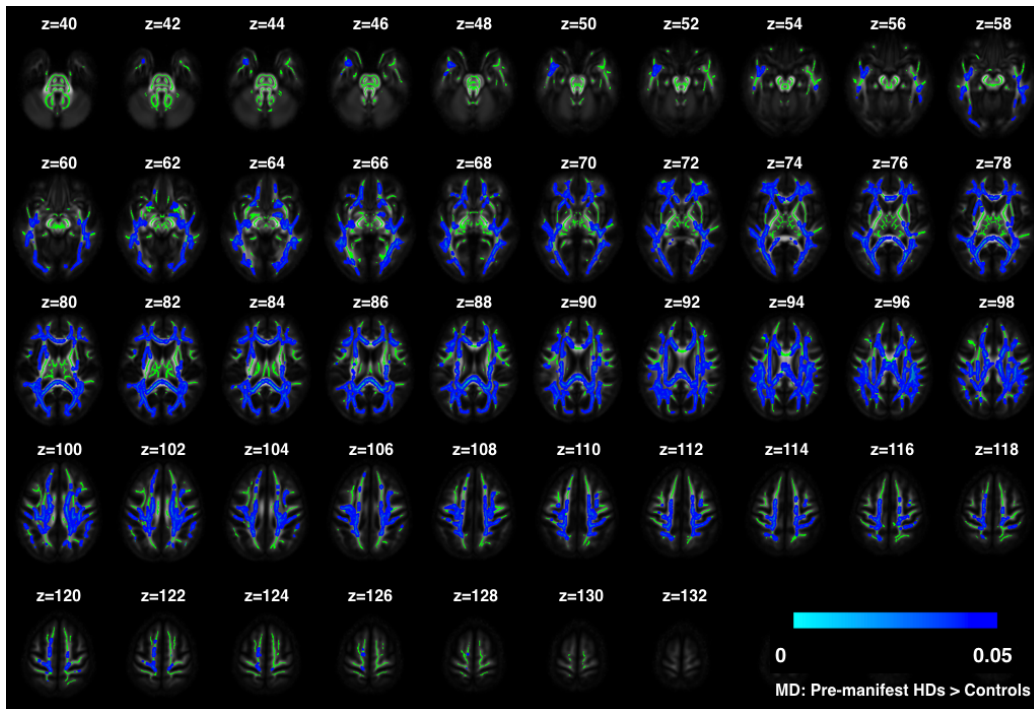 z=40 z=42 z=44 z=46 z=48 z=50 z=52 z=54 z=56 z=58
z=60 z=62 z=64 z=66 z=68 z=70 z=72 z=74 z=76 z=78
z=80 z=82 z=84 z=86 z=88 z=90 z=92 z=94 z=96 z=98
z=100 z=102 z=104 z=106 z=108 z=110 z=112 z=114 z=116 z=118
z=120 z=122 z=124 z=126 z=128 z=130 z=132
0 0.05
MD: Pre-manifest HDs > Controls